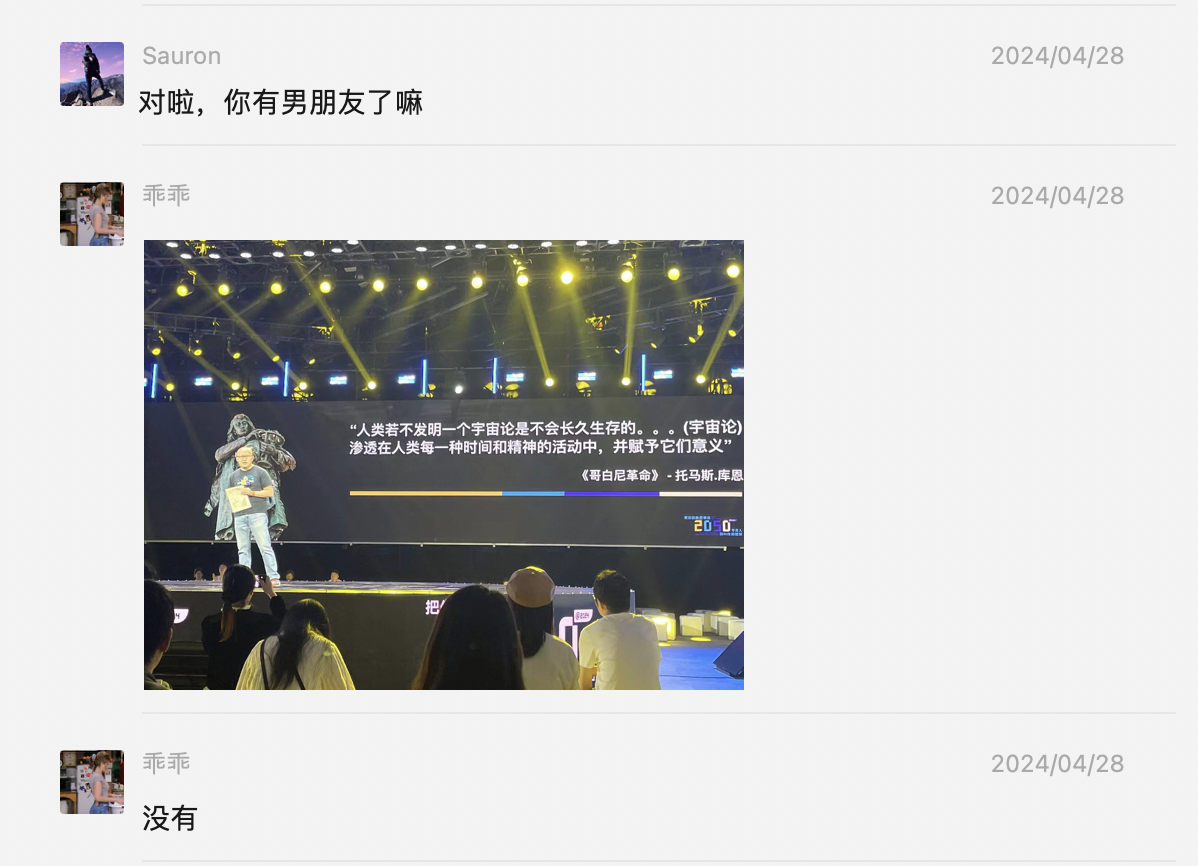 Sauron
2024/04/28
对啦，你有男朋友了嘛
乖乖
2024/04/28
“人类若不发明一个宇宙论是不会长久生存的。。。(宇宙论)
渗透在人类每一种时间和精神的活动中，并赋予它们意义”
《哥白尼革命》 - 托马斯.库恩
2050
把
乖乖
2024/04/28
没有